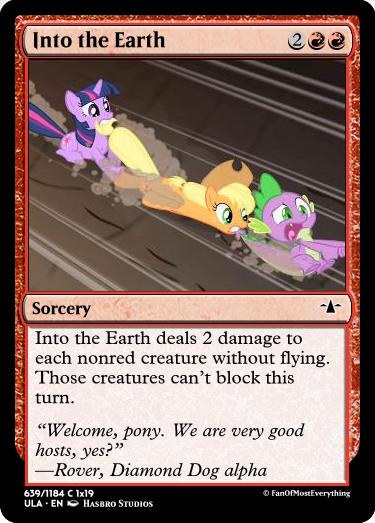 Into the Earth 2
Sorcery
Into the Earth deals 2 damage to
each nonred creature without flying.
Those creatures can't block this
turn.
“Welcome, pony. We are very good
hosts, yes?”
—Rover, Diamond Dog alpha
639/1184 C 1x19
ULA • EN Hasbro Studios
© FanOfMostEverything